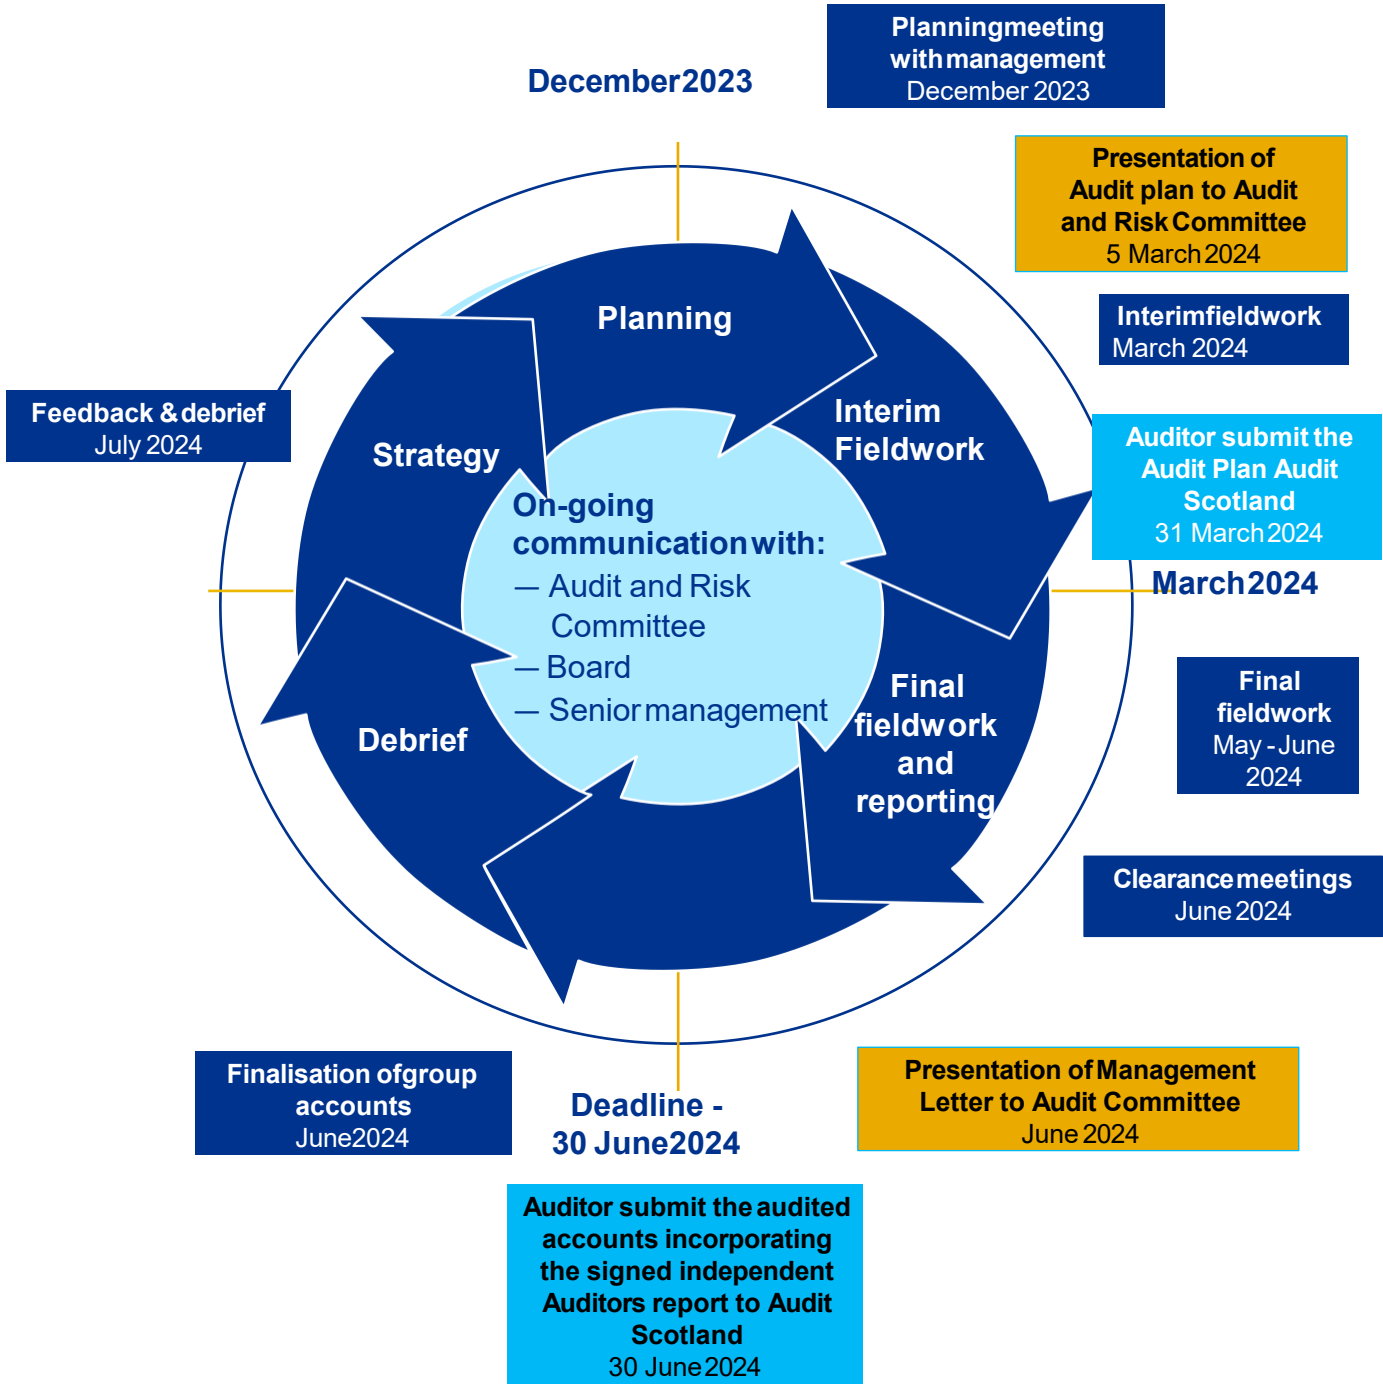 Planningmeeting
withmanagement
December 2023
December2023
Presentation of
Audit plan to Audit
and Risk Committee
5 March 2024
Interimfieldwork
March 2024
Planning
Interim
Fieldwork
Feedback & debrief
July 2024
Strategy
Auditor submit the
Audit Plan Audit
Scotland
31 March 2024
March2024
On-going
communicationwith:
— Audit and Risk
Committee
— Board
— Senior management
Final
fieldwork
and
reporting
Debrief
Final
fieldwork
May - June
2024
Clearancemeetings
June 2024
Presentation of Management
Letter to Audit Committee
June 2024
Finalisation ofgroup
accounts
June2024
Deadline -
30 June2024
Auditor submit the audited
accounts incorporating
the signed independent
Auditors report to Audit
Scotland
30 June 2024